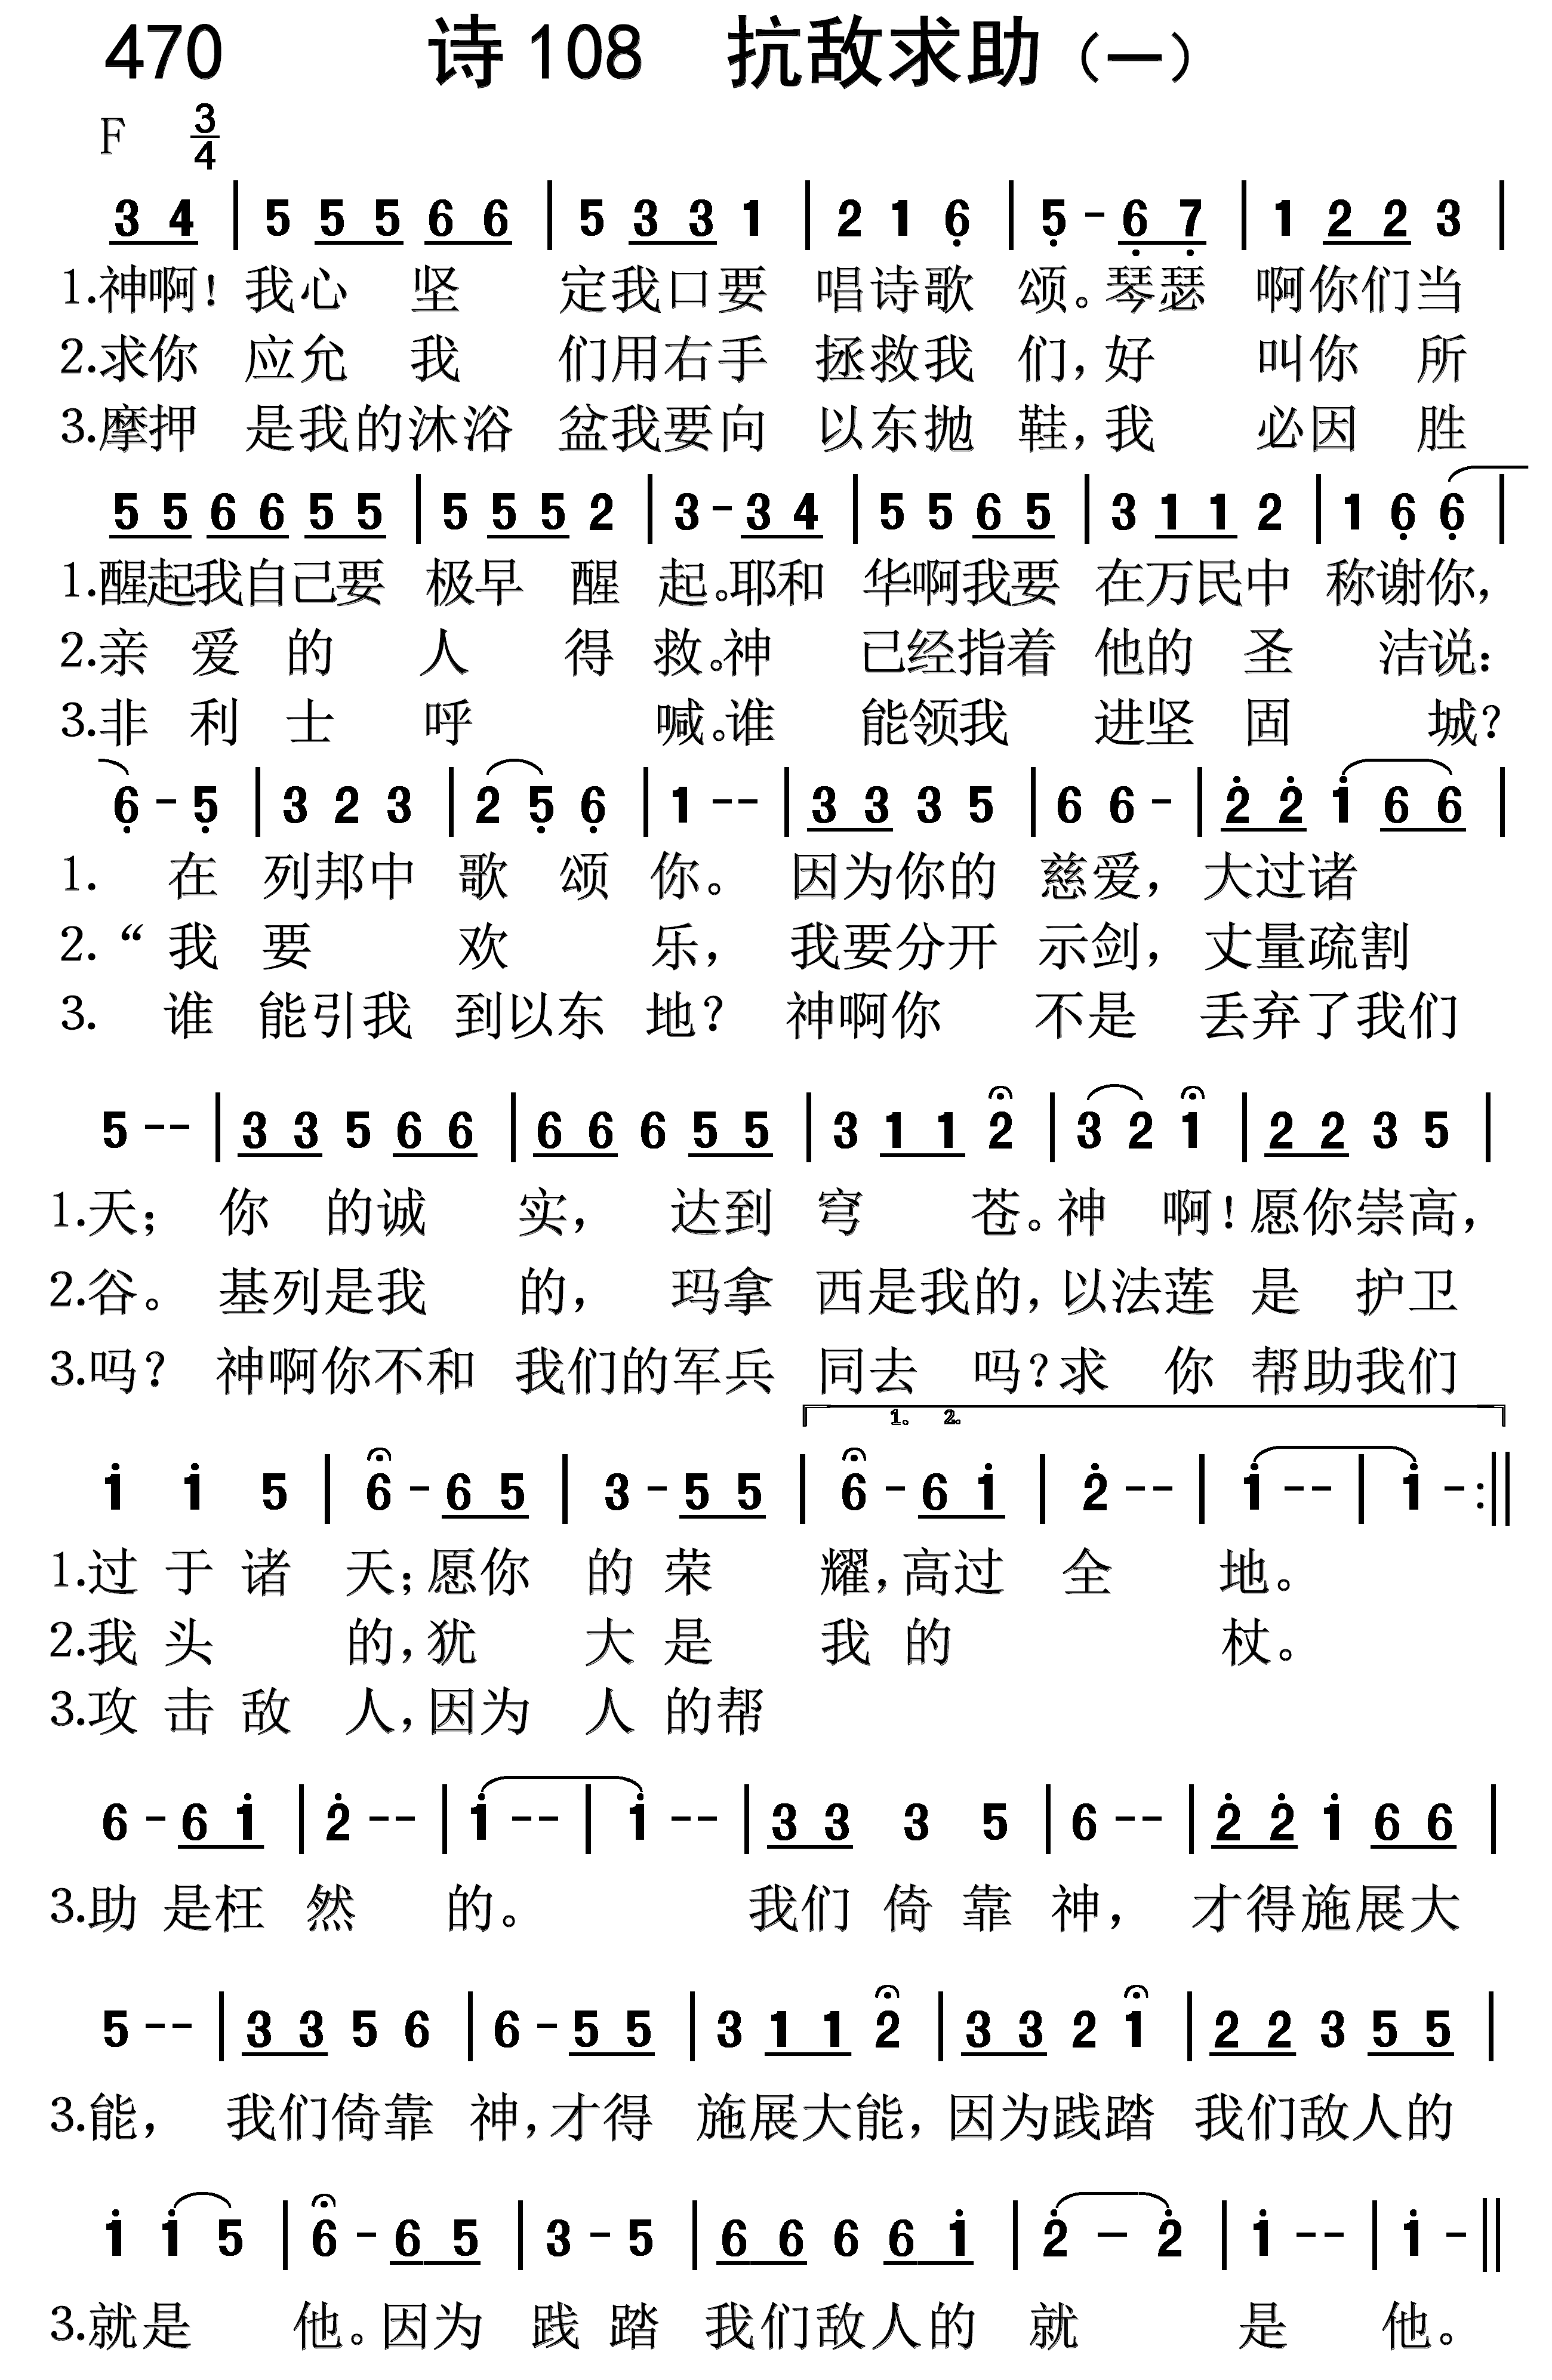 470 诗108 抗敌求助（一）
F 3/4
3 4 | 5 5 5 6 6 | 5 3 3 1 | 2 1 6 | 5 - 6 7 | 1 2 2 3 |
1.神啊！我心 坚 定我口要 唱诗歌 颂。琴瑟 啊你们当
2.求你 应允 我 们用右手 拯救我 们，好 叫你 所
3.摩押 是我的沐浴 盆我要向 以东抛 鞋，我 必因 胜
5 5 6 6 5 5 | 5 5 5 2 | 3 - 3 4 | 5 5 6 5 | 3 1 1 2 | 1 6 6 |
1.醒起我自己要 极早 醒 起。耶和 华啊我要 在万民中 称谢你，
2.亲 爱 的 人 得 救。神 已经指着 他的 圣 洁说：
3.非 利 士 呼 喊。谁 能领我 进坚 固 城？
6 - 5 | 3 2 3 | 2 5 6 | 1 - - | 3 3 3 5 | 6 6 - | 2 2 1 6 6 |
1. 在 列邦中 歌 颂 你。 因为你的 慈爱， 大过诸
2.“我 要 欢 乐， 我要分开 示剑， 丈量疏割
3. 谁 能引我 到以东 地？ 神啊你 不是 丢弃了我们
5 - - | 3 3 5 6 6 | 6 6 6 5 5 | 3 1 1 2 | 3 2 1 | 2 2 3 5 |
1.天； 你 的诚 实， 达到 穹 苍。神 啊！愿你崇高，
2.谷。 基列是我 的， 玛拿 西是我的，以法莲 是 护卫
3.吗？ 神啊你不和 我们的军兵 同去 吗？求 你 帮助我们
1. 2.
1 1 5 | 6 - 6 5 | 3 - 5 5 | 6 - 6 1 | 2 - - | 1 - - | 1 - :||
1.过 于 诸 天；愿你 的 荣 耀，高过 全 地。
2.我 头 的，犹 大 是 我 的 杖。
3.攻 击 敌 人，因为 人 的帮
6 - 6 1 | 2 - - | 1 - - | 1 - - | 3 3 3 5 | 6 - - | 2 2 1 6 6 |
3.助 是枉 然 的。 我们 倚 靠 神， 才得施展大
5 - - | 3 3 5 6 | 6 - 5 5 | 3 1 1 2 | 3 3 2 1 | 2 2 3 5 5 |
3.能， 我们倚靠 神，才得 施展大能，因为践踏 我们敌人的
1 1 5 | 6 - 6 5 | 3 - 5 | 6 6 6 6 1 | 2 - 2 | 1 - - | 1 - ||
3.就是 他。因为 践 踏 我们敌人的 就 是 他。